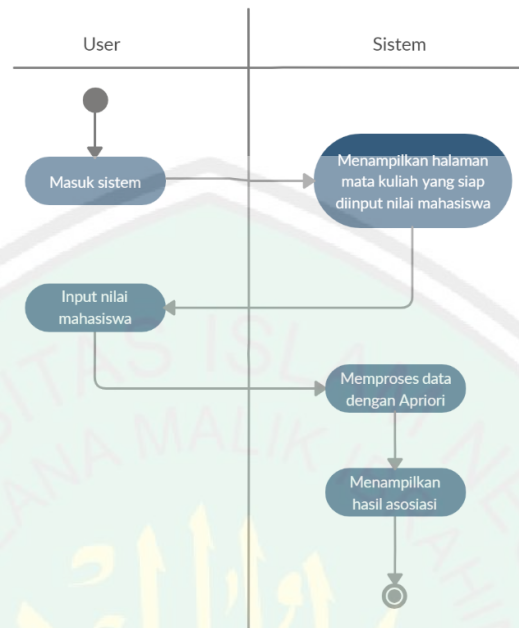 User
Sistem
Masuk sistem
Menampilkan halaman
mata kuliah yang siap
diinput nilai mahasiswa
Input nilai
mahasiswa
Memproses data
dengan Apriori
Menampilkan
hasil asosiasi